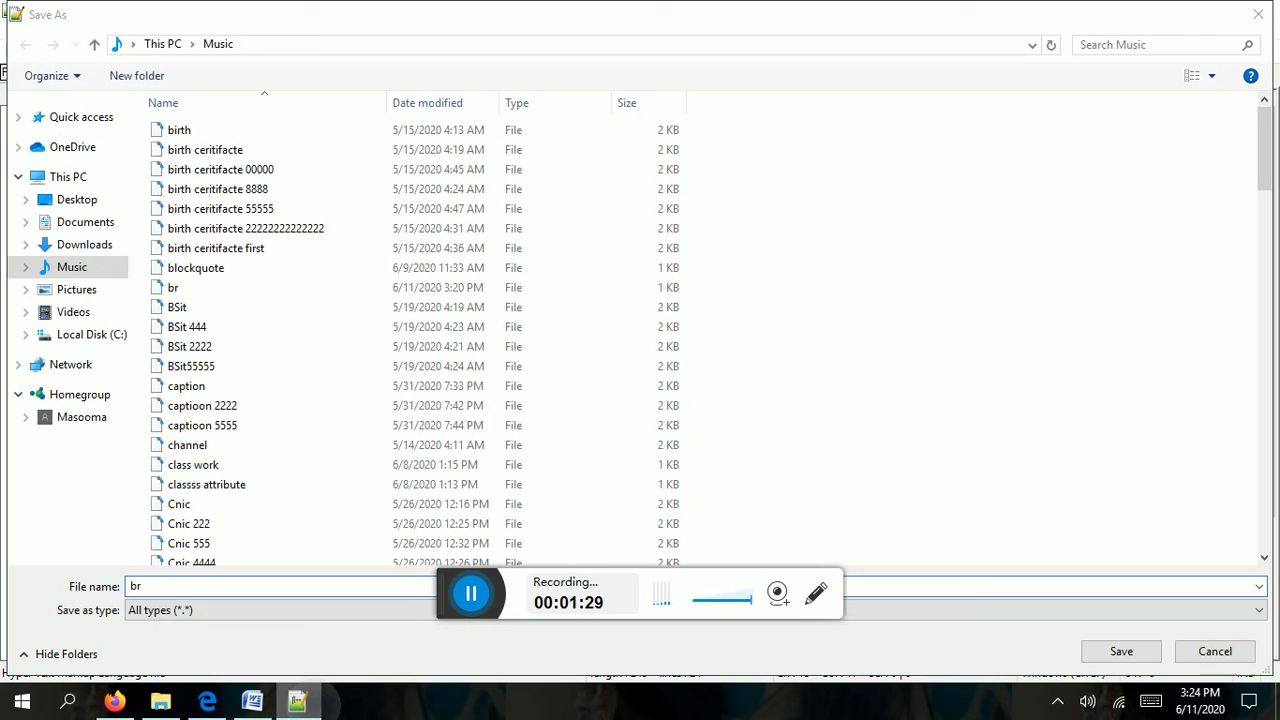 Save As
This PC > Music
Search Music
Organize
New folder
Name
Date modified
Type
Size
Quick access
OneDrive
This PC
Desktop
Documents
Downloads
Music
Pictures
Videos
Local Disk (C:)
Network
Homegroup
Masooma
birth 5/15/2020 4:13 AM File 2 KB
birth ceritifacte 5/15/2020 4:19 AM File 2 KB
birth ceritifacte 00000 5/15/2020 4:45 AM File 2 KB
birth ceritifacte 8888 5/15/2020 4:24 AM File 2 KB
birth ceritifacte 55555 5/15/2020 4:47 AM File 2 KB
birth ceritifacte 22222222222222 5/15/2020 4:31 AM File 2 KB
birth ceritifacte first 5/15/2020 4:36 AM File 2 KB
blockquote 6/9/2020 11:33 AM File 1 KB
br 6/11/2020 3:20 PM File 1 KB
BSit 5/19/2020 4:19 AM File 2 KB
BSit 444 5/19/2020 4:23 AM File 2 KB
BSit 2222 5/19/2020 4:21 AM File 2 KB
BSit55555 5/19/2020 4:24 AM File 2 KB
caption 5/31/2020 7:33 PM File 2 KB
captioon 2222 5/31/2020 7:42 PM File 2 KB
captioon 5555 5/31/2020 7:44 PM File 2 KB
channel 5/14/2020 4:11 AM File 2 KB
class work 6/8/2020 1:15 PM File 1 KB
classss attribute 6/8/2020 1:13 PM File 1 KB
Cnic 5/26/2020 12:16 PM File 2 KB
Cnic 222 5/26/2020 12:25 PM File 2 KB
Cnic 555 5/26/2020 12:32 PM File 2 KB
Cnic 4444 5/26/2020 12:26 PM File 2 KB
File name: br
Save as type: All types (*.*)
Recording...
00:01:29
Hide Folders
Save
Cancel
3:24 PM
6/11/2020